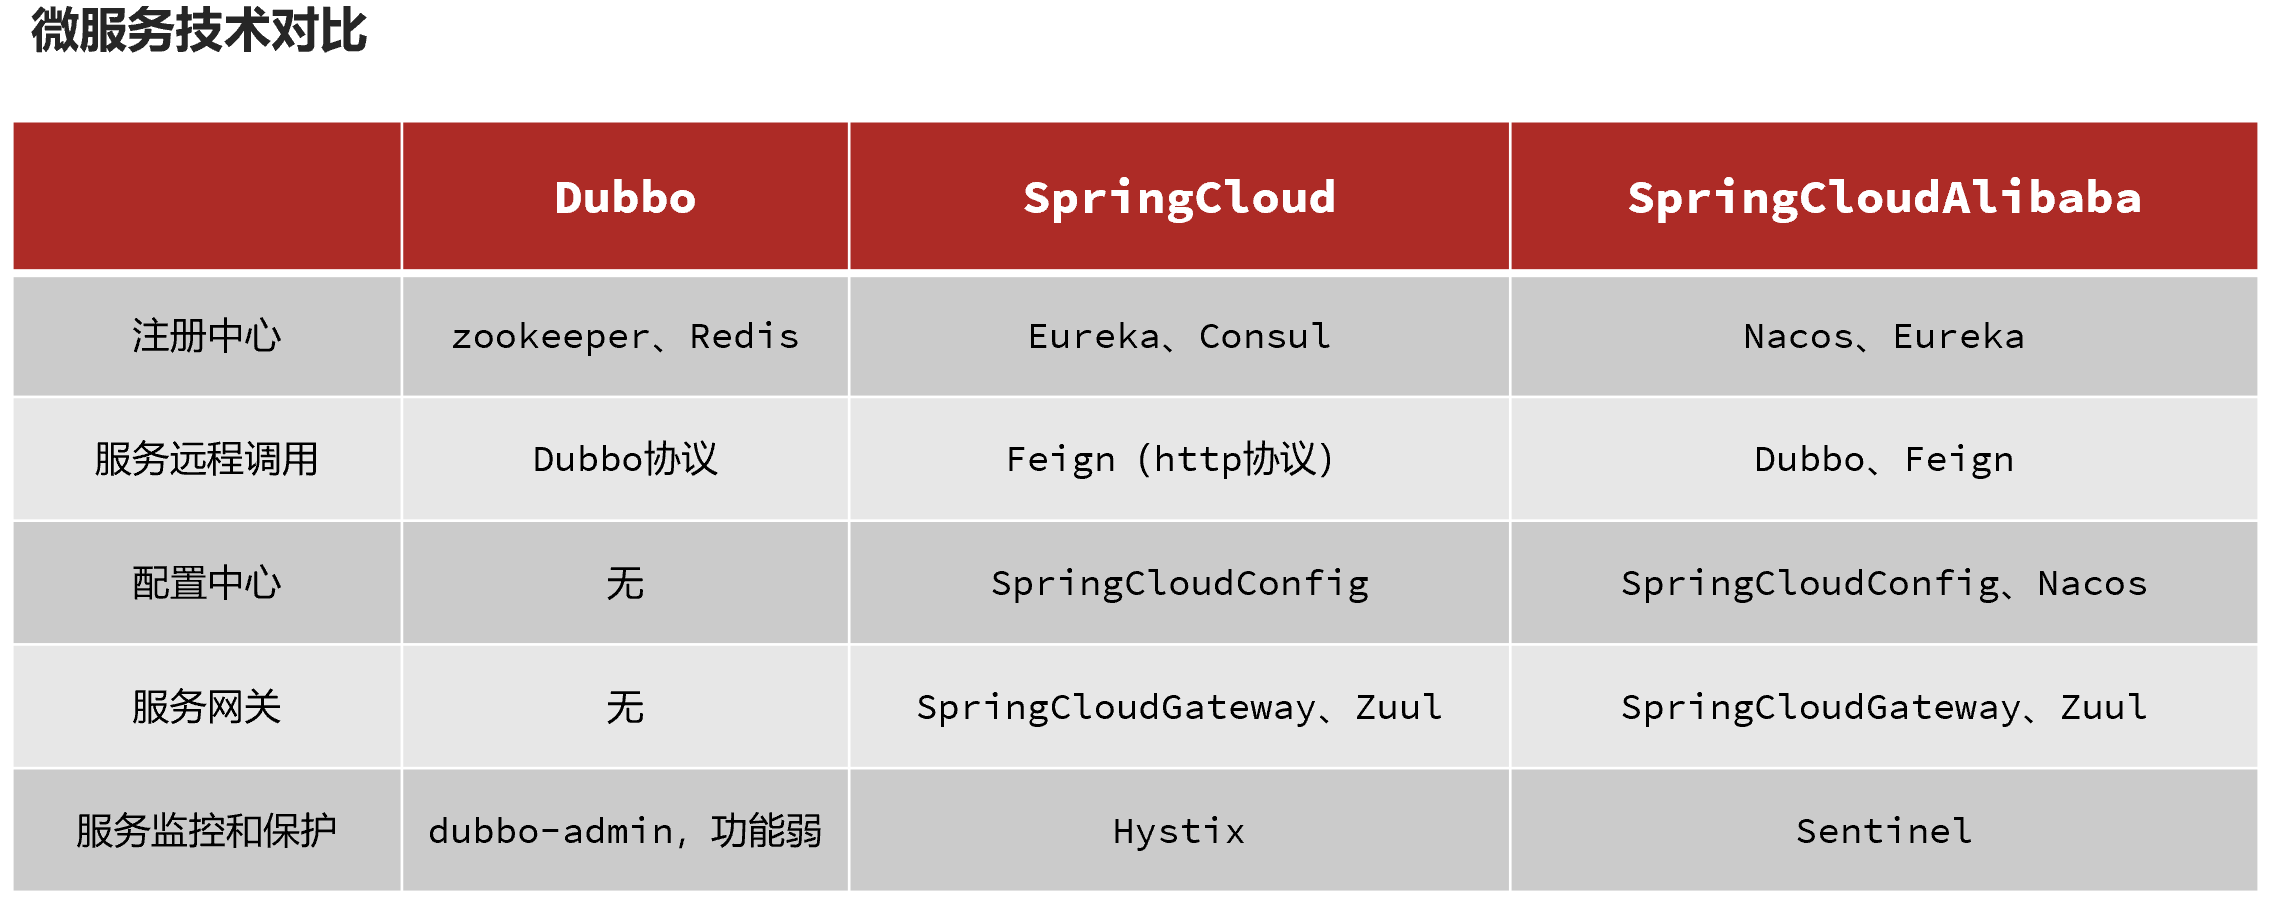 微服务技术对比
Dubbo SpringCloud SpringCloudAlibaba
注册中心 zookeeper、Redis Eureka、Consul Nacos、Eureka
服务远程调用 Dubbo协议 Feign（http协议） Dubbo、Feign
配置中心 无 SpringCloudConfig SpringCloudConfig、Nacos
服务网关 无 SpringCloudGateway、Zuul SpringCloudGateway、Zuul
服务监控和保护 dubbo-admin，功能弱 Hystix Sentinel